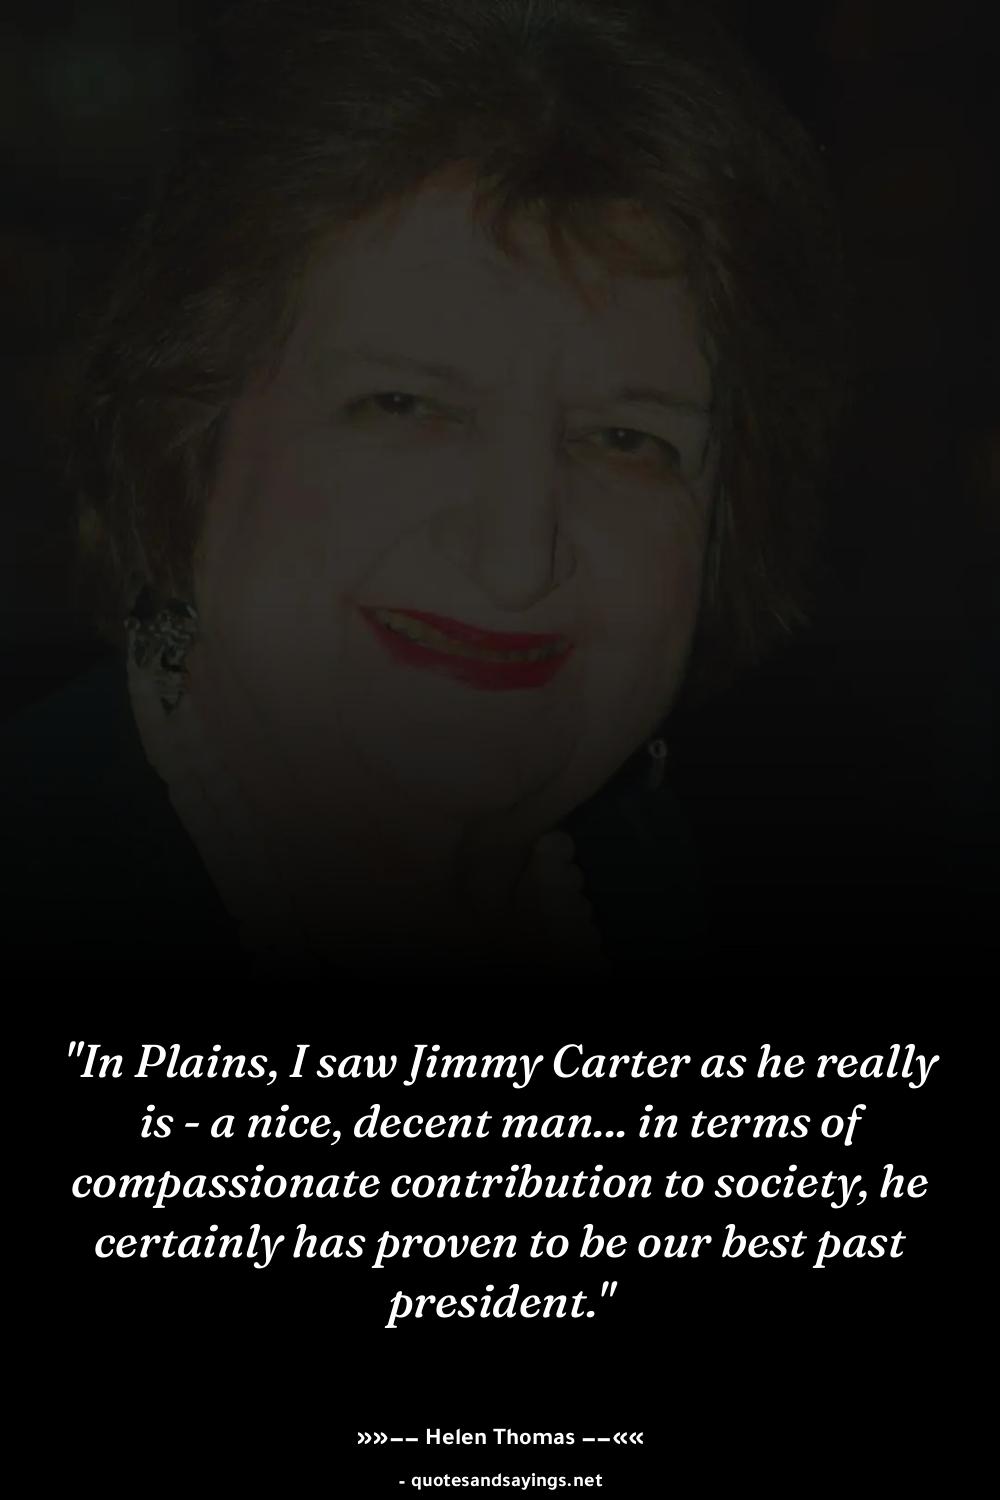 "In Plains, I saw Jimmy Carter as he really
is - a nice, decent man... in terms of
compassionate contribution to society, he
certainly has proven to be our best past
president."
»»−− Helen Thomas −−««
- quotesandsayings.net